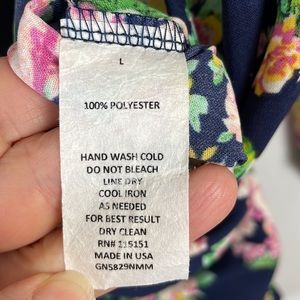 L
100% POLYESTER
HAND WASH COLD
DO NOT BLEACH
LINE DRY
COOL IRON
AS NEEDED
FOR BEST RESULT
DRY CLEAN
RN# 115151
MADE IN USA
GNS829NMM